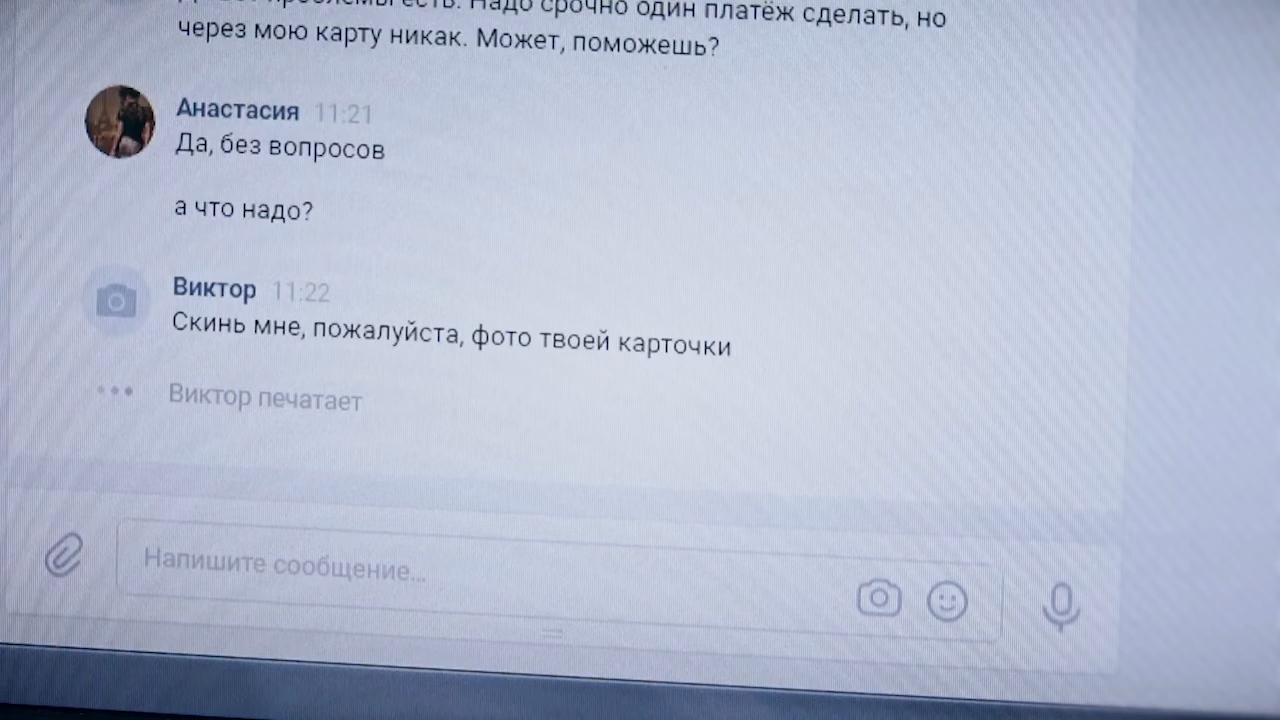 проблемы есть. Надо срочно один платёж сделать, но
через мою карту никак. Может, поможешь?
Анастасия 11:21
Да, без вопросов
а что надо?
Виктор 11:22
Скинь мне, пожалуйста, фото твоей карточки
Виктор печатает
Напишите сообщение...